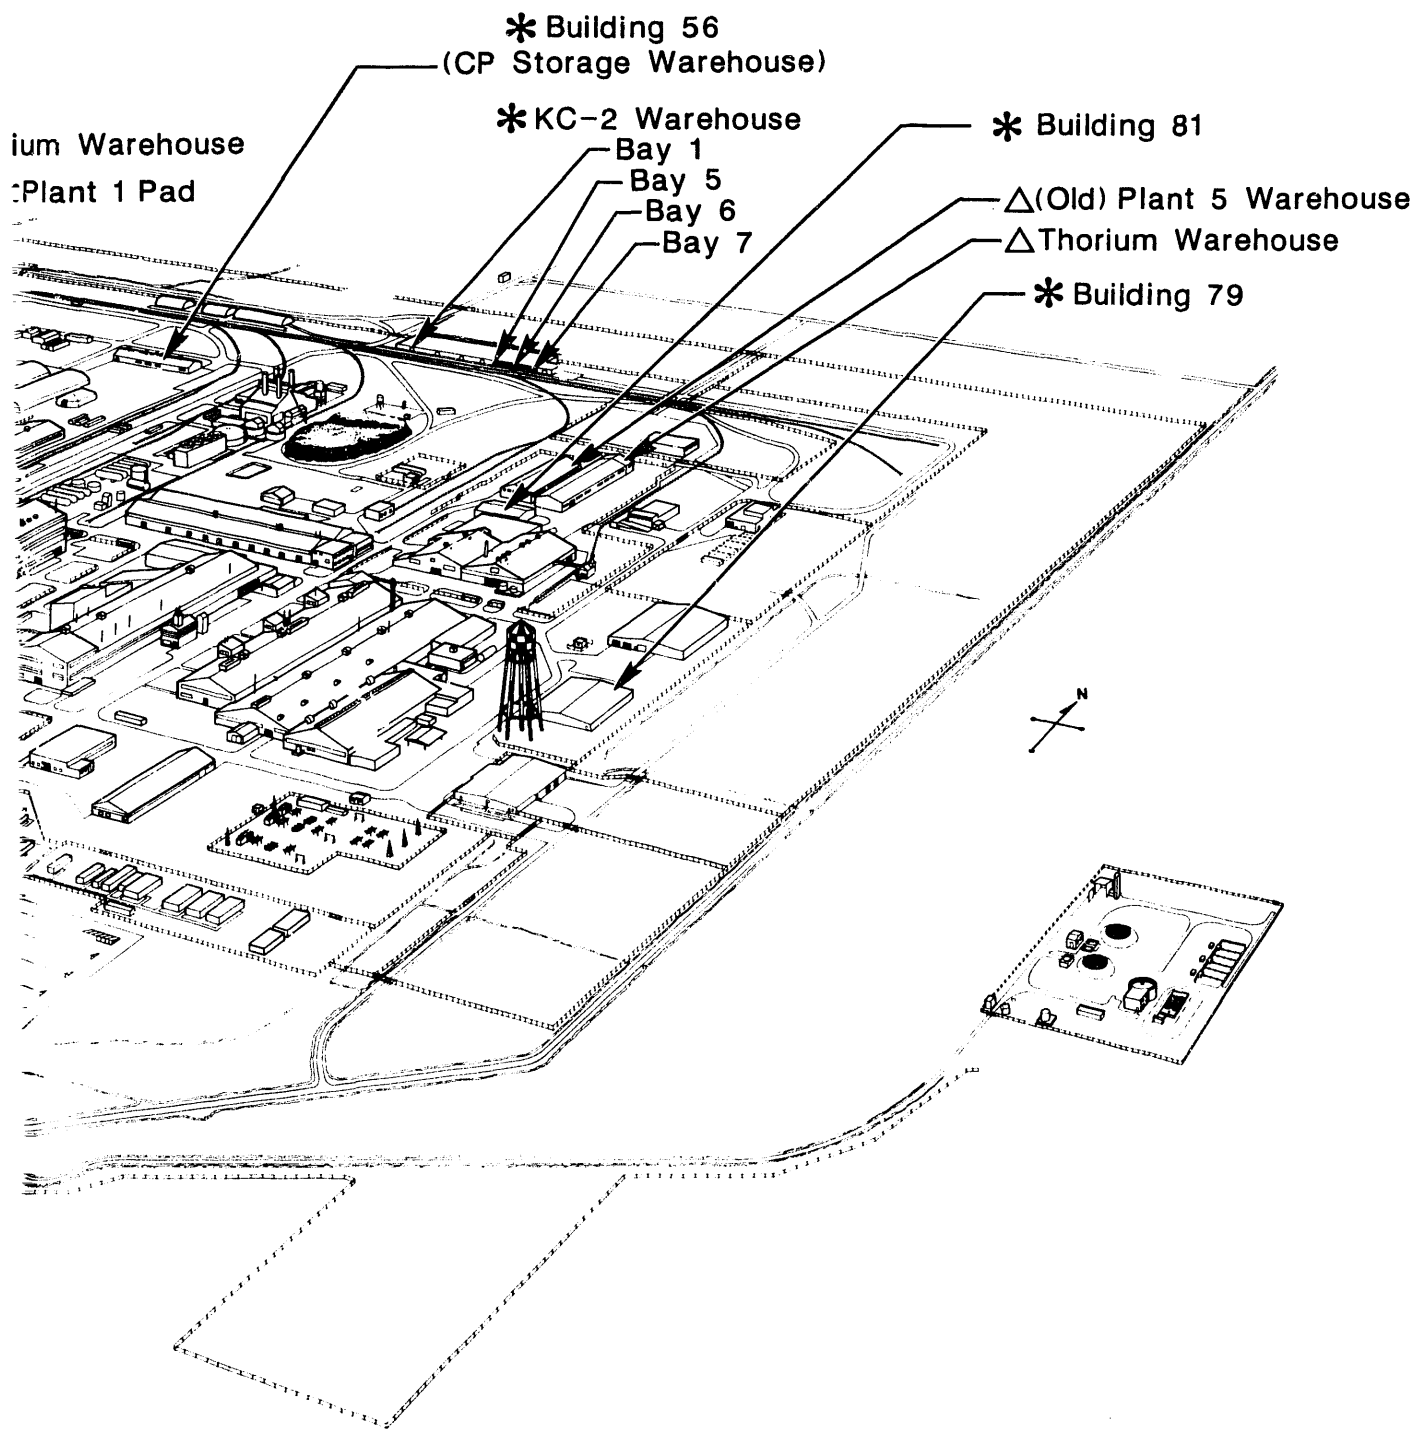 * Building 56
(CP Storage Warehouse)
* KC-2 Warehouse
Bay 1
Bay 5
Bay 6
Bay 7
ium Warehouse
Plant 1 Pad
* Building 81
△(Old) Plant 5 Warehouse
△Thorium Warehouse
* Building 79
N